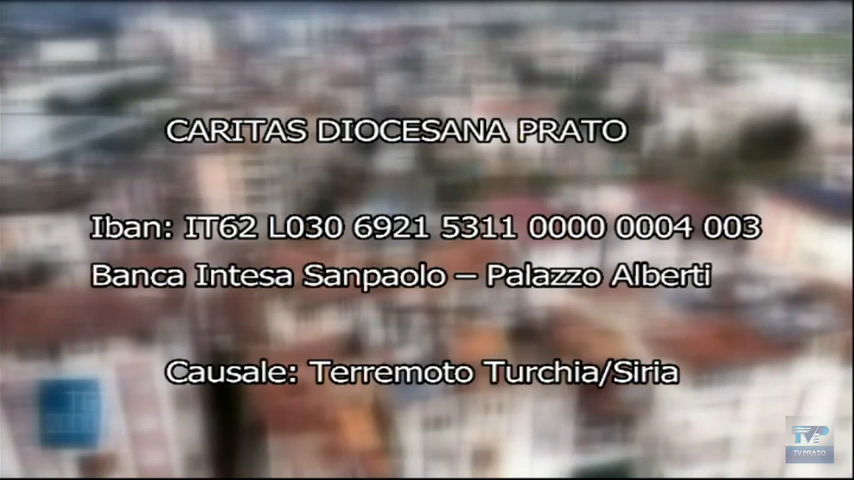 CARITAS DIOCESANA PRATO
Iban: IT62 L030 6921 5311 0000 0004 003
Banca Intesa Sanpaolo – Palazzo Alberti
Causale: Terremoto Turchia/Siria
TVP
TV PRATO